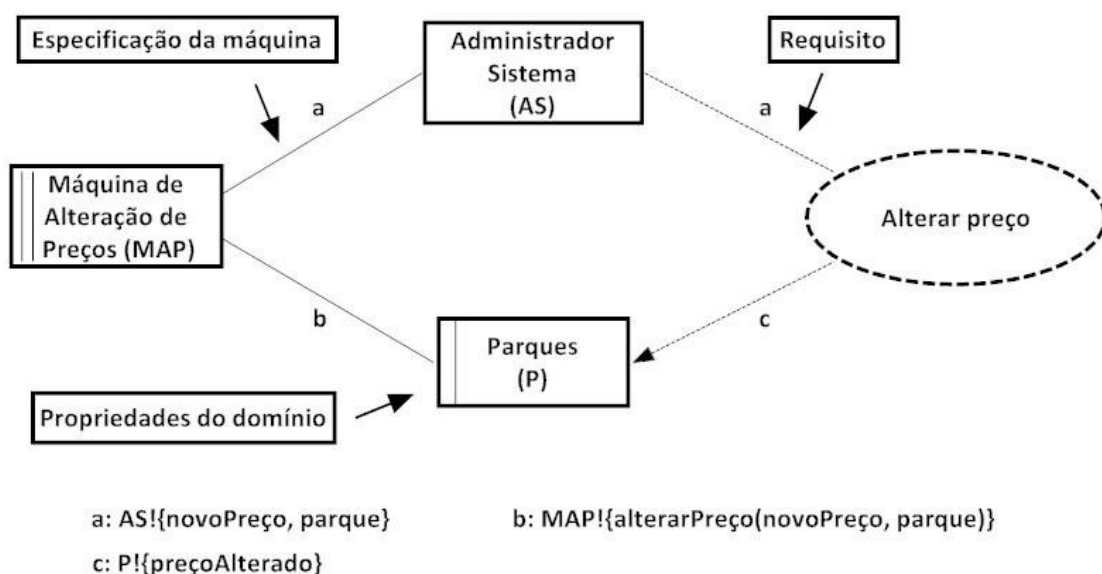 Especificação da máquina
Administrador
Sistema
(AS)
Requisito
a
a
Máquina de
Alteração de
Preços (MAP)
Alterar preço
b
c
Parques
(P)
Propriedades do domínio
a: AS!{novoPreço, parque}
b: MAP!{alterarPreço(novoPreço, parque)}
c: P!{preçoAlterado}